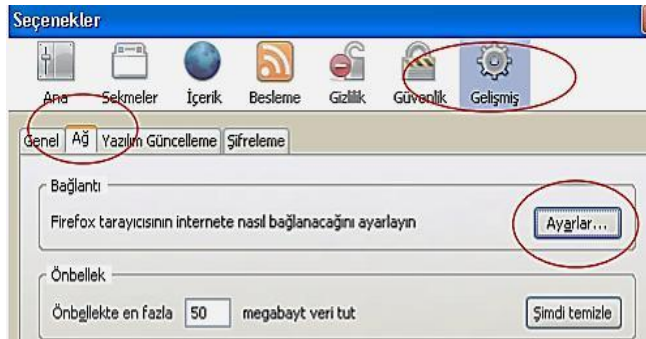 Seçenekler
Ana Sekmeler İçerik Besleme Gizlilik Güvenlik Gelişmiş
Genel Ağ Yazılım Güncelleme Şifreleme
Bağlantı
Firefox tarayıcısının internete nasıl bağlanacağını ayarlayın Ayarlar...
Önbellek
Önbellekte en fazla 50 megabayt veri tut Şimdi temizle